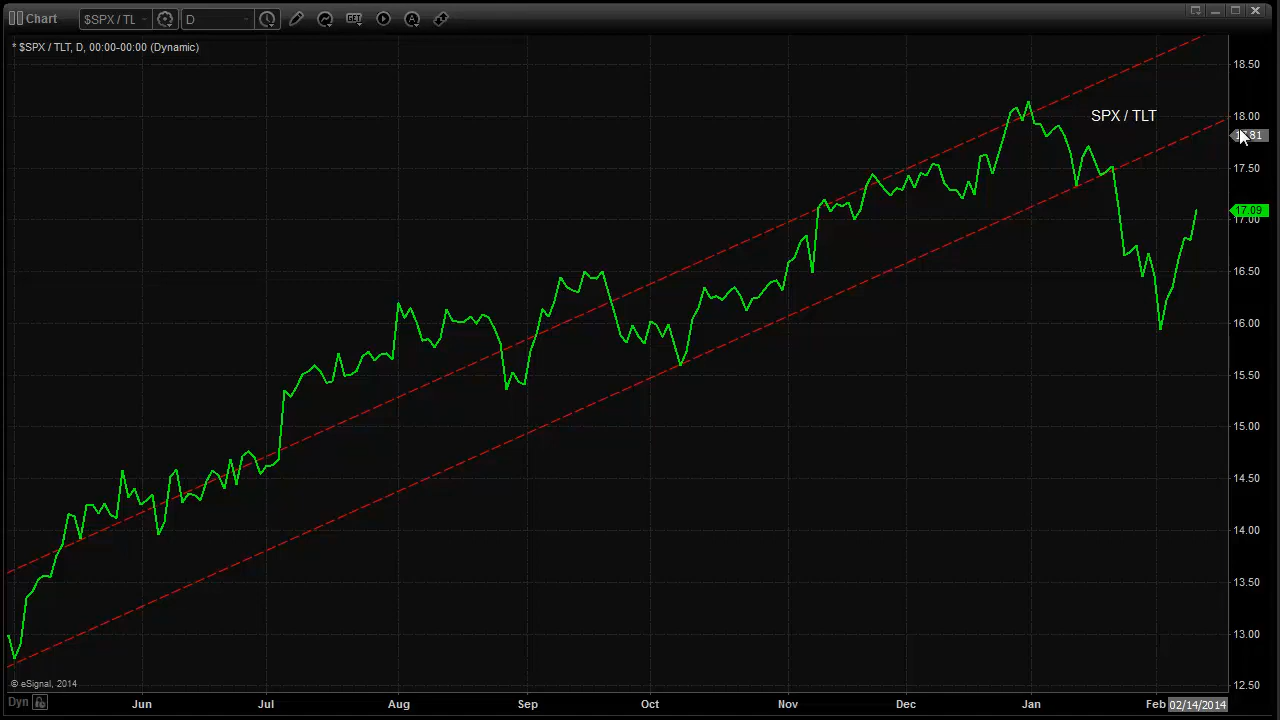 Chart $SPX / TL D GET A
* $SPX / TLT, D, 00:00-00:00 (Dynamic)
18.50
SPX / TLT
18.00
17.50
17.09
17.00
16.50
16.00
15.50
15.00
14.50
14.00
13.50
13.00
12.50
© eSignal, 2014
Dyn Jun Jul Aug Sep Oct Nov Dec Jan Feb 02/14/2014